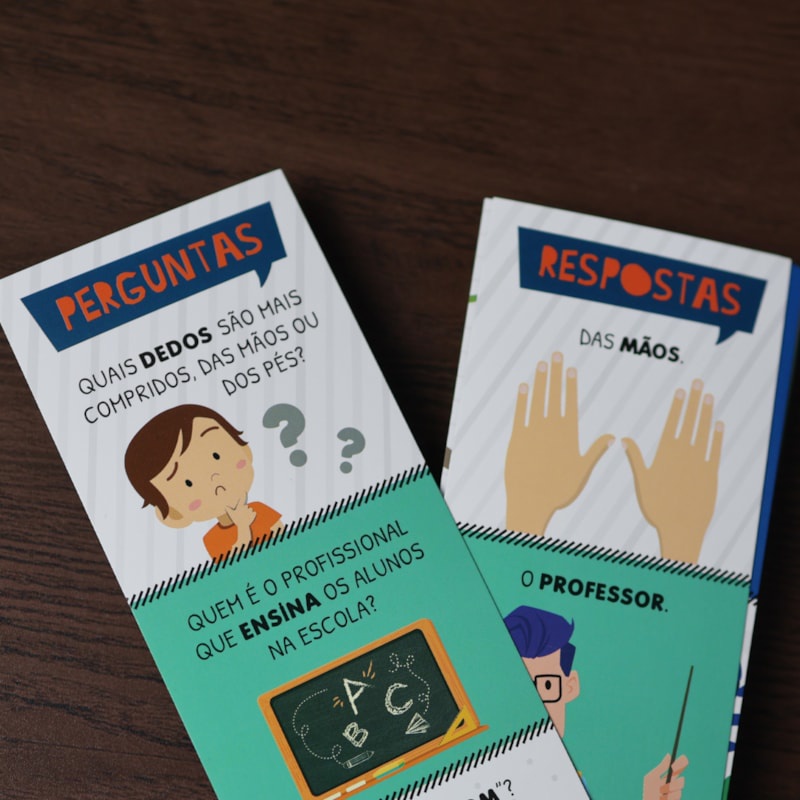 PERGUNTAS
QUAIS DEDOS SÃO MAIS
COMPRIDOS, DAS MÃOS OU
DOS PÉS?
QUEM É O PROFISSIONAL
QUE ENSINA OS ALUNOS
NA ESCOLA?
A
B C
RESPOSTAS
DAS MÃOS.
O PROFESSOR.